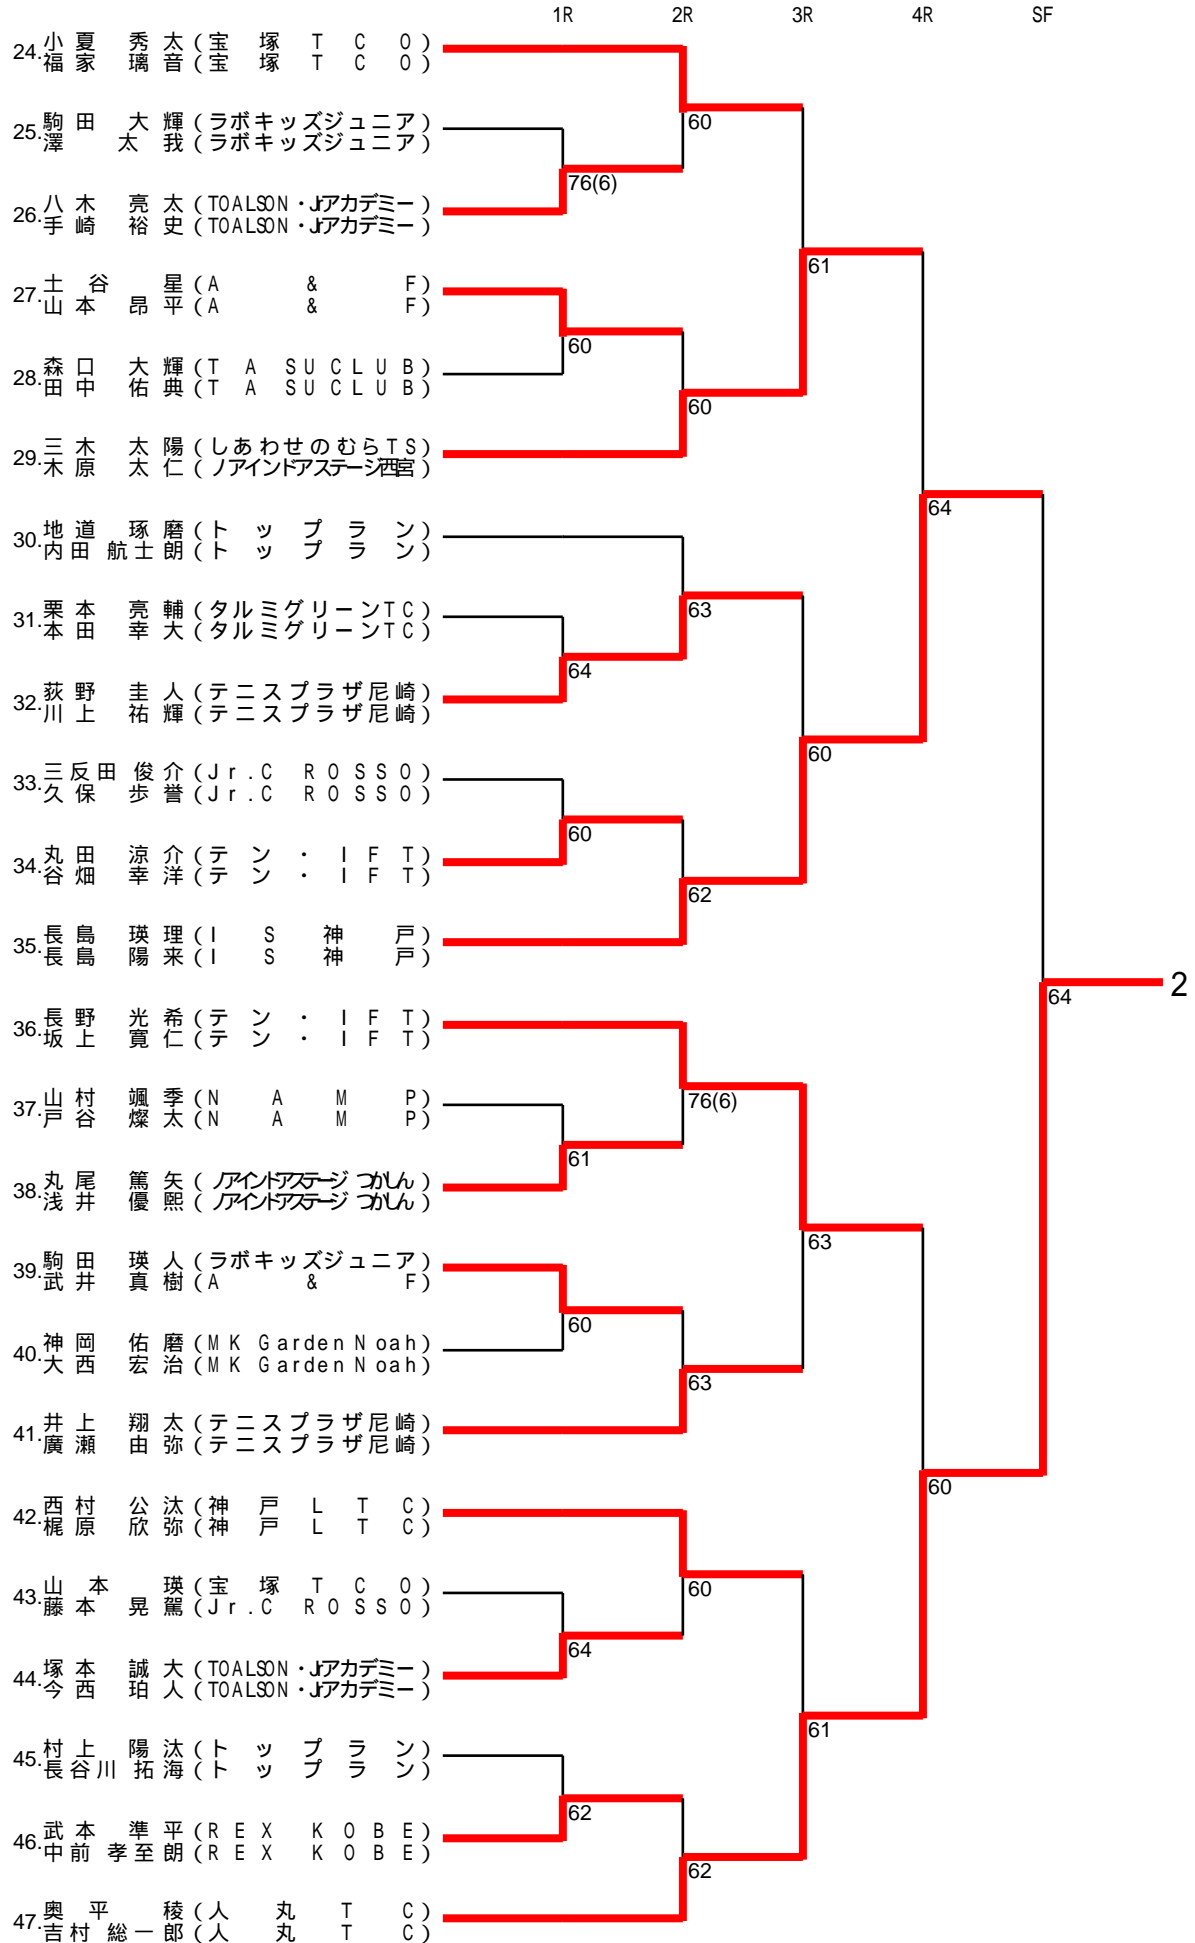 1R 2R 3R 4R SF
24. 小夏 秀太 (宝塚TCO)
福家 璃音 (宝塚TCO)
60
25. 駒田 大輝 (ラボキッズジュニア)
澤 太我 (ラボキッズジュニア)
76(6)
26. 八木 亮太 (TOALSON・Jrアカデミー)
手崎 裕史 (TOALSON・Jrアカデミー)
61
27. 土谷 星 (A & F)
山本 昂平 (A & F)
60
28. 森口 大輝 (TA SUCLUB)
田中 佑典 (TA SUCLUB)
60
29. 三木 太陽 (しあわせのむらTS)
木原 太仁 (ノアインドアステージ西宮)
64
30. 地道 琢磨 (トップラン)
内田 航士朗 (トップラン)
63
31. 栗本 亮輔 (タルミグリーンTC)
本田 幸大 (タルミグリーンTC)
64
32. 荻野 圭人 (テニスプラザ尼崎)
川上 祐輝 (テニスプラザ尼崎)
60
33. 三反田 俊介 (Jr.C ROSSO)
久保 歩誉 (Jr.C ROSSO)
60
34. 丸田 涼介 (テン・IFT)
谷畑 幸洋 (テン・IFT)
62
35. 長島 瑛理 (IS神戸)
長島 陽来 (IS神戸)
64 2
36. 長野 光希 (テン・IFT)
坂上 寛仁 (テン・IFT)
76(6)
37. 山村 颯季 (NAMP)
戸谷 燦太 (NAMP)
61
38. 丸尾 篤矢 (ノアインドアステージ つかしん)
浅井 優熙 (ノアインドアステージ つかしん)
63
39. 駒田 瑛人 (ラボキッズジュニア)
武井 真樹 (A & F)
60
40. 神岡 佑磨 (MK Garden Noah)
大西 宏治 (MK Garden Noah)
63
41. 井上 翔太 (テニスプラザ尼崎)
廣瀬 由弥 (テニスプラザ尼崎)
60
42. 西村 公汰 (神戸LTC)
梶原 欣弥 (神戸LTC)
60
43. 山本 瑛 (宝塚TCO)
藤本 晃篤 (Jr.C ROSSO)
64
44. 塚本 誠大 (TOALSON・Jrアカデミー)
今西 珀人 (TOALSON・Jrアカデミー)
61
45. 村上 陽汰 (トップラン)
長谷川 拓海 (トップラン)
62
46. 武本 準平 (REX KOBE)
中前 孝至朗 (REX KOBE)
62
47. 奥平 稜 (人丸TC)
吉村 総一郎 (人丸TC)